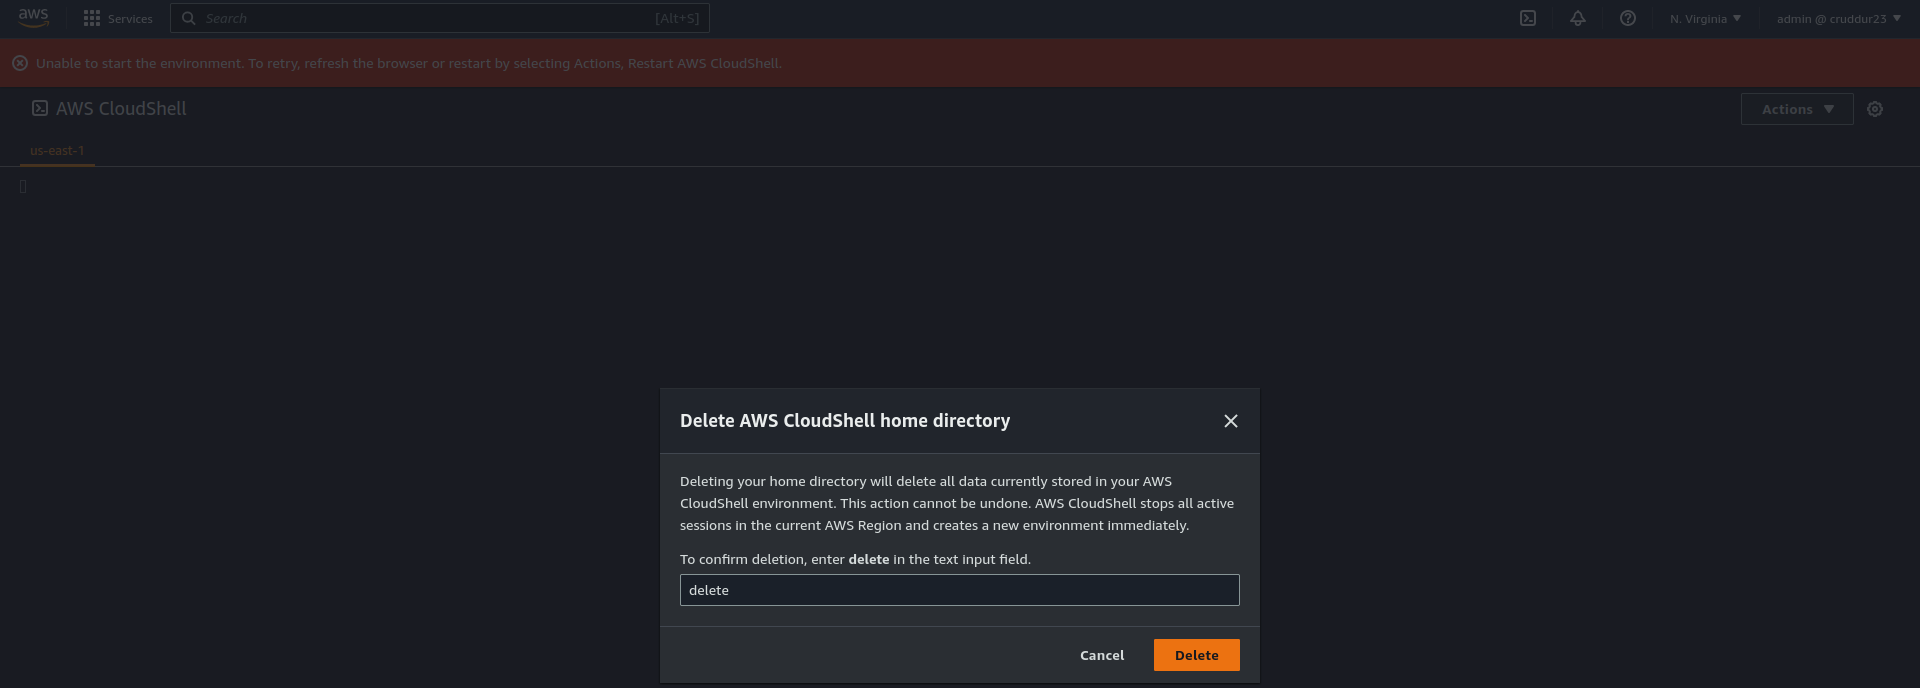 aws
Services
Search
[Alt+S]
N. Virginia
admin @ cruddur23
Unable to start the environment. To retry, refresh the browser or restart by selecting Actions, Restart AWS CloudShell.
AWS CloudShell
Actions
us-east-1
Delete AWS CloudShell home directory
Deleting your home directory will delete all data currently stored in your AWS
CloudShell environment. This action cannot be undone. AWS CloudShell stops all active
sessions in the current AWS Region and creates a new environment immediately.
To confirm deletion, enter delete in the text input field.
delete
Cancel
Delete